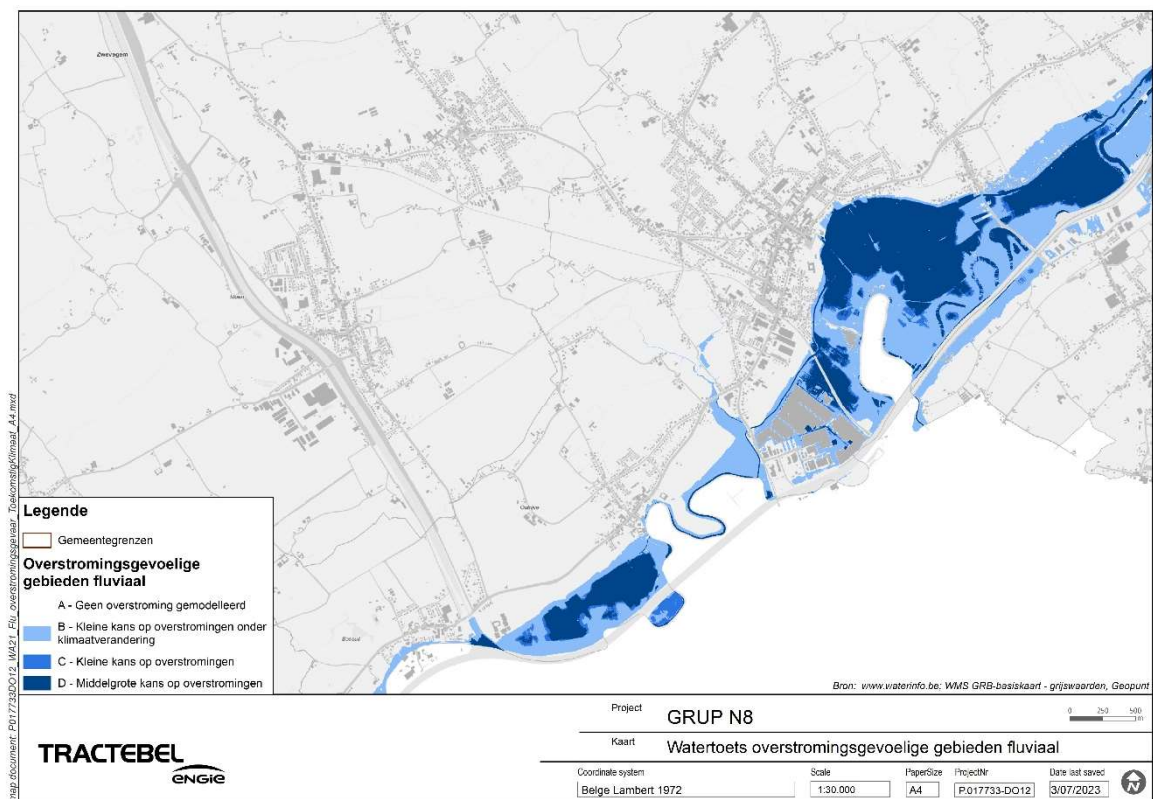 Zwevegem
Moen
Outrijve
Bossuit
map document: P017733DO12_WA21_Flu_overstromingsgevaar_ToekomstigKlimaat_A4.mxd
Legende
Gemeentegrenzen
Overstromingsgevoelige
gebieden fluviaal
A - Geen overstroming gemodelleerd
B - Kleine kans op overstromingen onder
klimaatverandering
C - Kleine kans op overstromingen
D - Middelgrote kans op overstromingen
Bron: www.waterinfo.be; WMS GRB-basiskaart - grijswaarden, Geopunt
TRACTEBEL
ENGIE
Project GRUP N8
0 250 500
m
Kaart Watertoets overstromingsgevoelige gebieden fluviaal
Coordinate system Scale PaperSize ProjectNr Date last saved
Belge Lambert 1972 1:30.000 A4 P.017733-DO12 3/07/2023
N